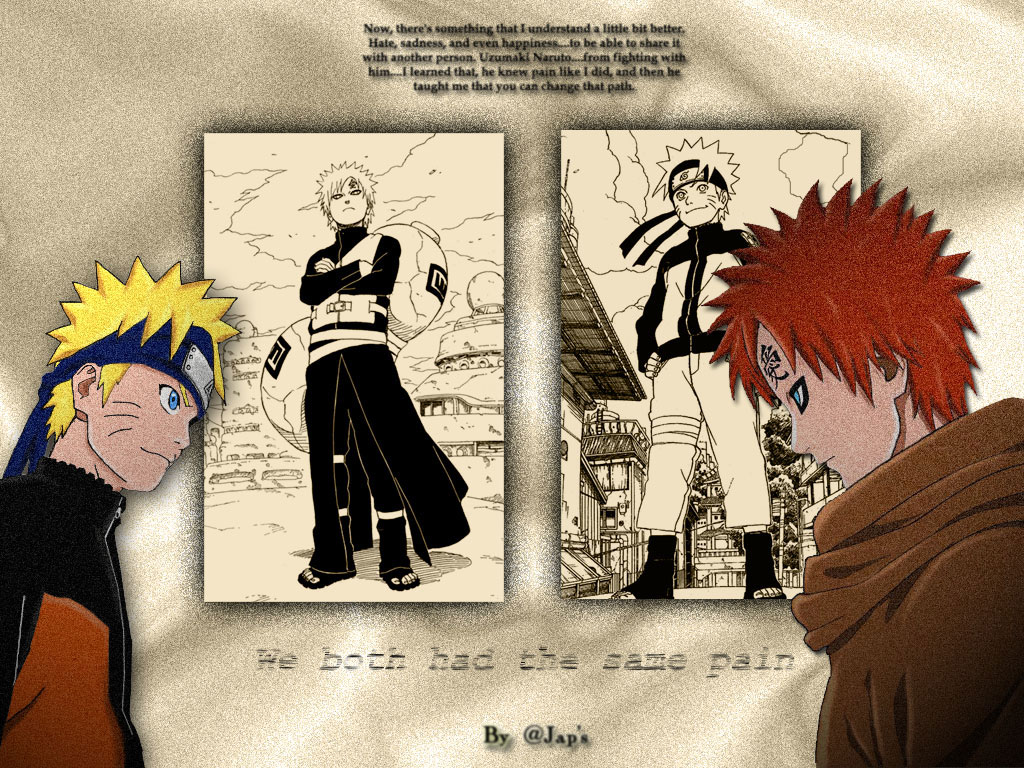 Now, there's something that I understand a little bit better.
Hate, sadness, and even happiness....to be able to share it
with another person. Uzumaki Naruto....from fighting with
him....I learned that, he knew pain like I did, and then he
taught me that you can change that path.
愛
We both had the same pain
By @Jap's